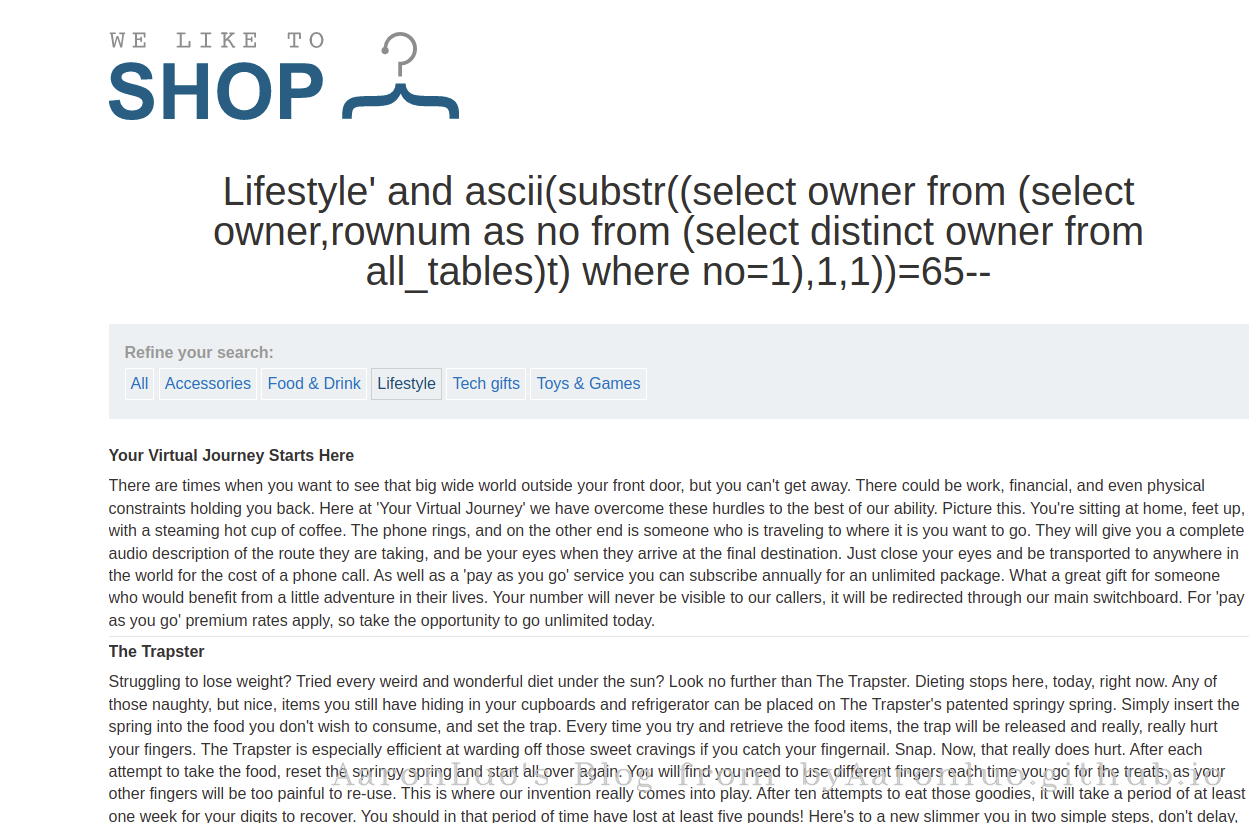 WE LIKE TO
SHOP
Lifestyle' and ascii(substr((select owner from (select
owner,rownum as no from (select distinct owner from
all_tables)t) where no=1),1,1))=65--
Refine your search:
All Accessories Food & Drink Lifestyle Tech gifts Toys & Games
Your Virtual Journey Starts Here
There are times when you want to see that big wide world outside your front door, but you can't get away. There could be work, financial, and even physical
constraints holding you back. Here at 'Your Virtual Journey' we have overcome these hurdles to the best of our ability. Picture this. You're sitting at home, feet up,
with a steaming hot cup of coffee. The phone rings, and on the other end is someone who is traveling to where it is you want to go. They will give you a complete
audio description of the route they are taking, and be your eyes when they arrive at the final destination. Just close your eyes and be transported to anywhere in
the world for the cost of a phone call. As well as a 'pay as you go' service you can subscribe annually for an unlimited package. What a great gift for someone
who would benefit from a little adventure in their lives. Your number will never be visible to our callers, it will be redirected through our main switchboard. For 'pay
as you go' premium rates apply, so take the opportunity to go unlimited today.
The Trapster
Struggling to lose weight? Tried every weird and wonderful diet under the sun? Look no further than The Trapster. Dieting stops here, today, right now. Any of
those naughty, but nice, items you still have hiding in your cupboards and refrigerator can be placed on The Trapster's patented springy spring. Simply insert the
spring into the food you don't wish to consume, and set the trap. Every time you try and retrieve the food items, the trap will be released and really, really hurt
your fingers. The Trapster is especially efficient at warding off those sweet cravings if you catch your fingernail. Snap. Now, that really does hurt. After each
attempt to take the food, reset the springy spring and start all over again. You will find you need to use different fingers each time you go for the treats, as your
AaronLuo's Blog from byAaronluo.github.io
other fingers will be too painful to re-use. This is where our invention really comes into play. After ten attempts to eat those goodies, it will take a period of at least
one week for your digits to recover. You should in that period of time have lost at least five pounds! Here's to a new slimmer you in two simple steps, don't delay,